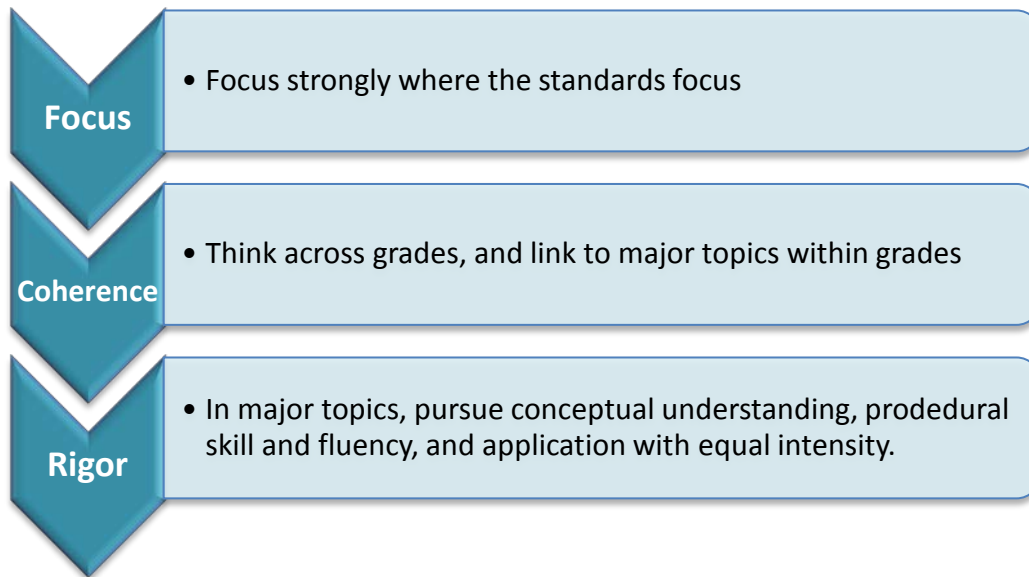 Focus
• Focus strongly where the standards focus
Coherence
• Think across grades, and link to major topics within grades
Rigor
• In major topics, pursue conceptual understanding, prodedural
skill and fluency, and application with equal intensity.